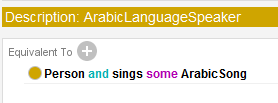 Description: ArabicLanguageSpeaker
Equivalent To
Person and sings some ArabicSong